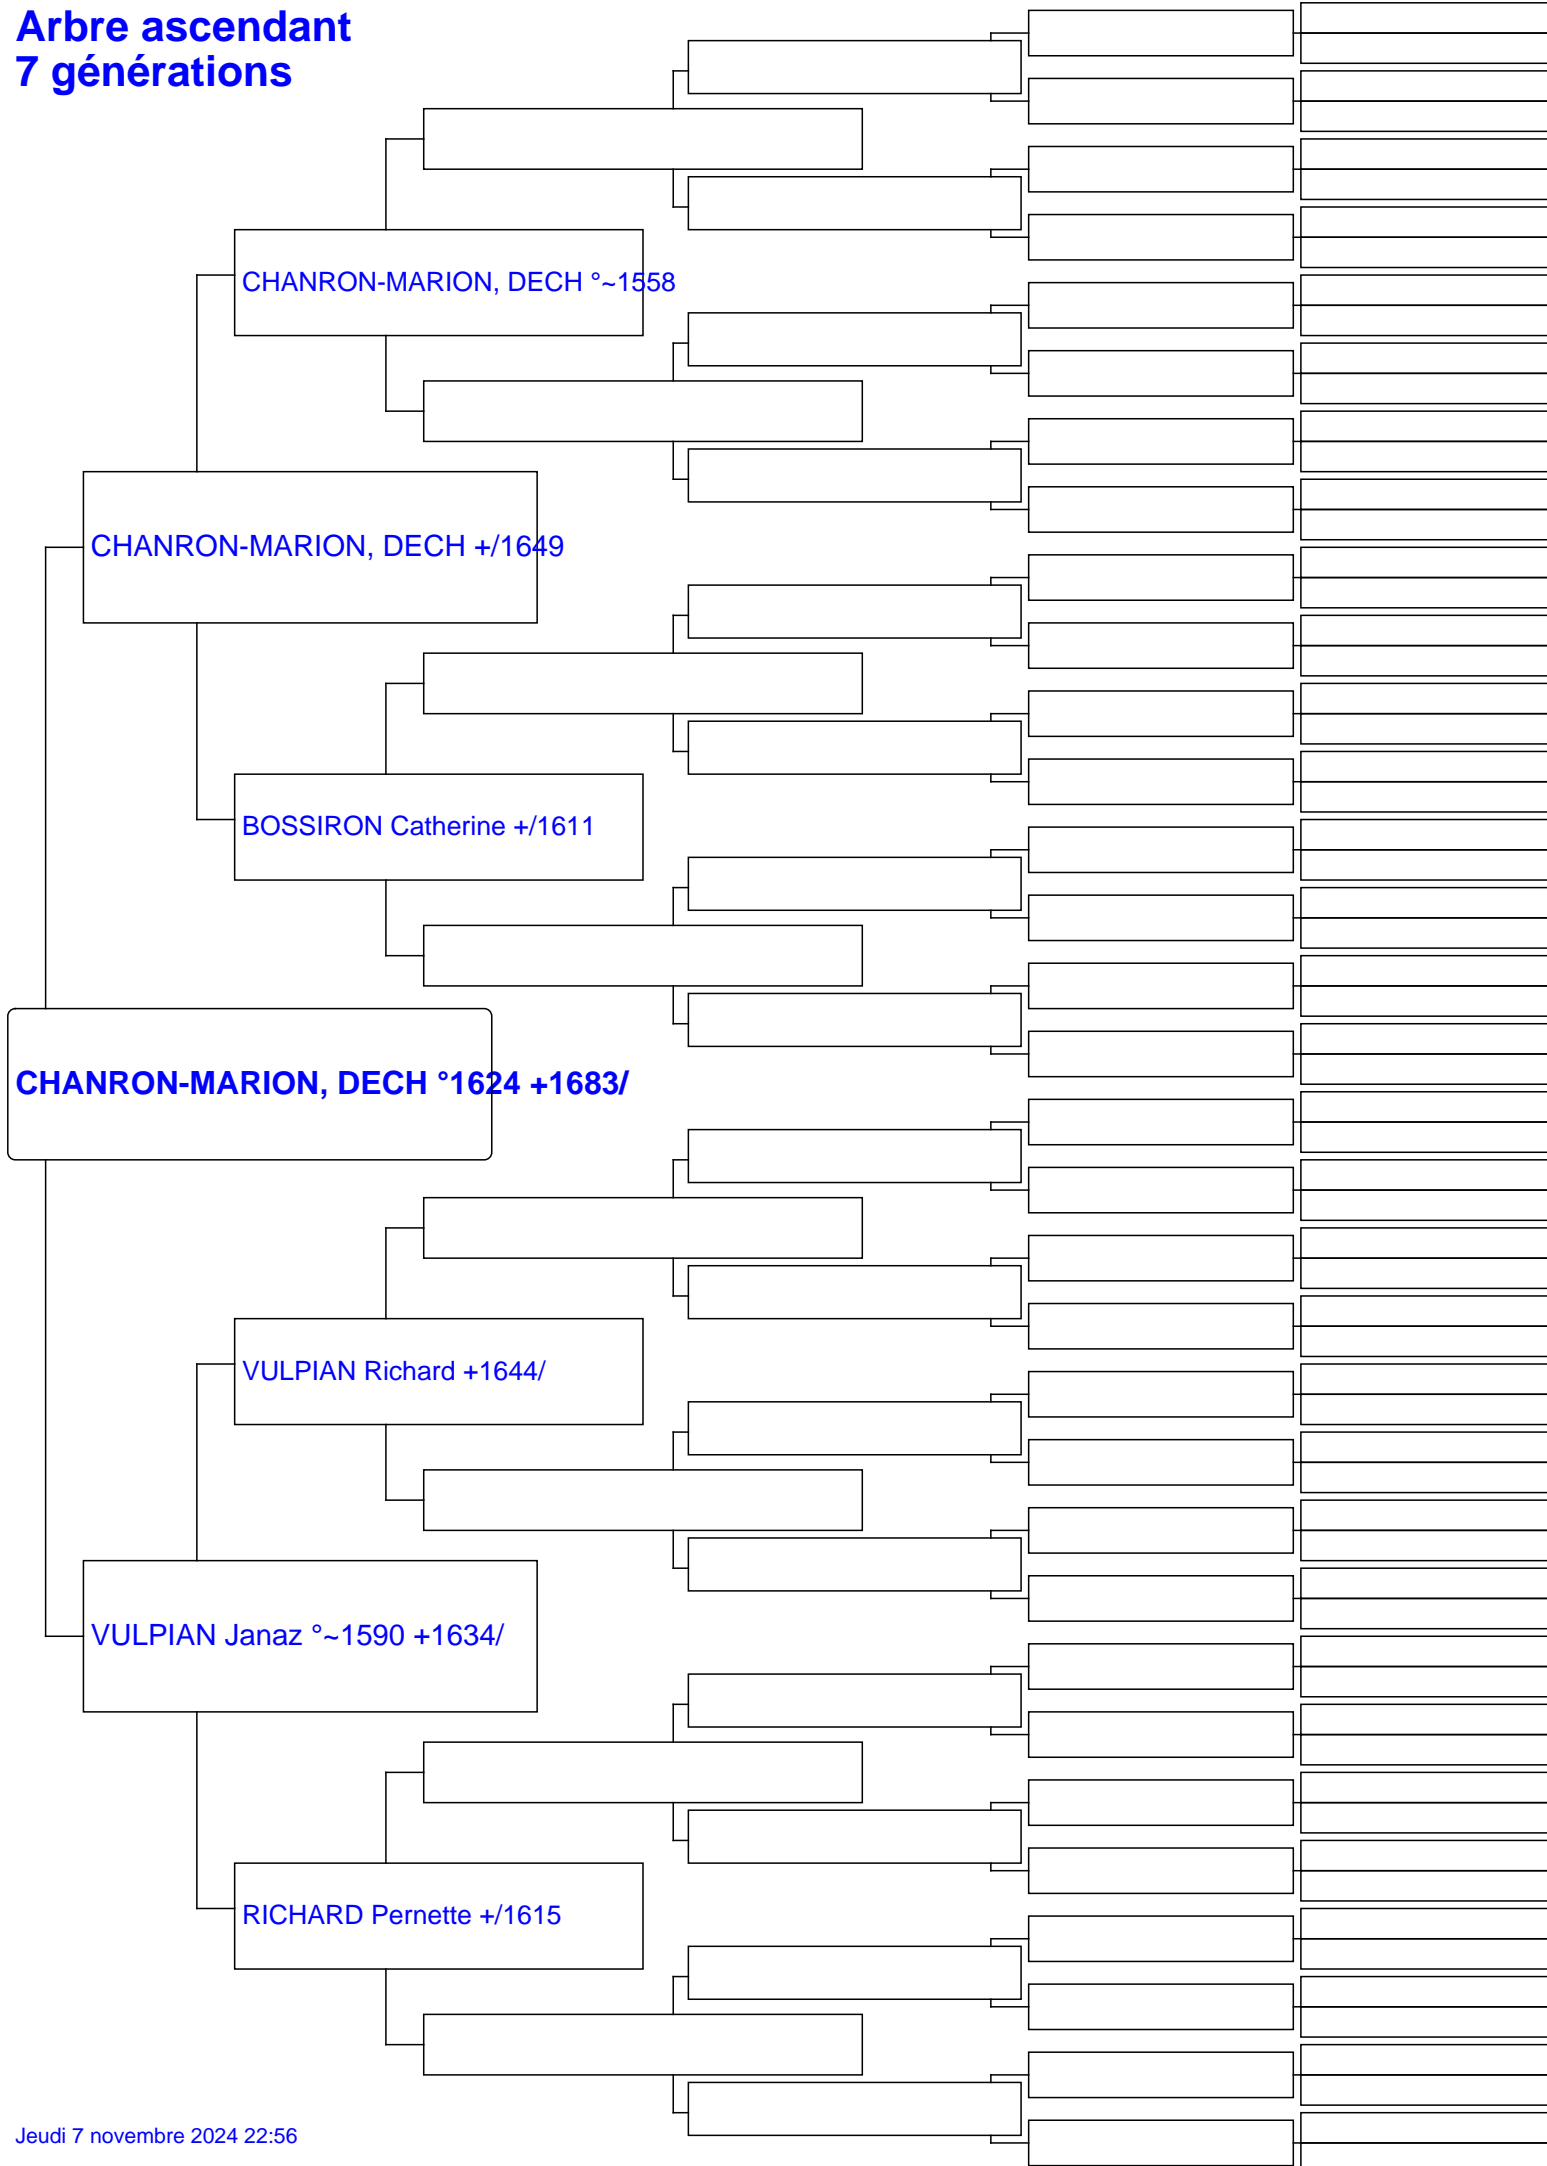 Arbre ascendant
7 générations
CHANRON-MARION, DECH °~1558
CHANRON-MARION, DECH +/1649
BOSSIRON Catherine +/1611
CHANRON-MARION, DECH °1624 +1683/
VULPIAN Richard +1644/
VULPIAN Janaz °~1590 +1634/
RICHARD Pernette +/1615
Jeudi 7 novembre 2024 22:56